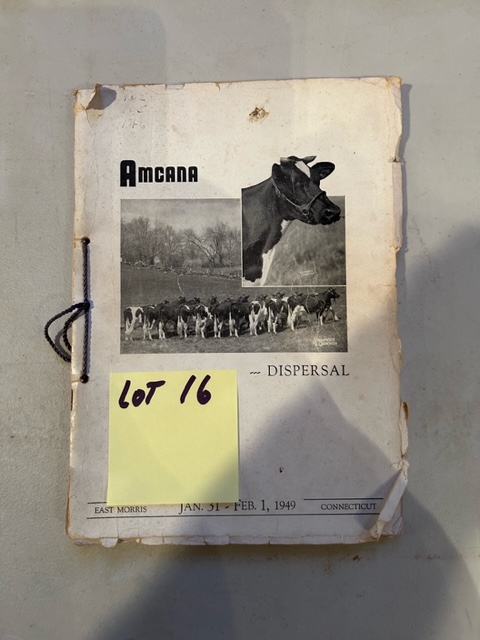 AMCANA
~ DISPERSAL
LOT 16
EAST MORRIS JAN. 31 - FEB. 1, 1949 CONNECTICUT